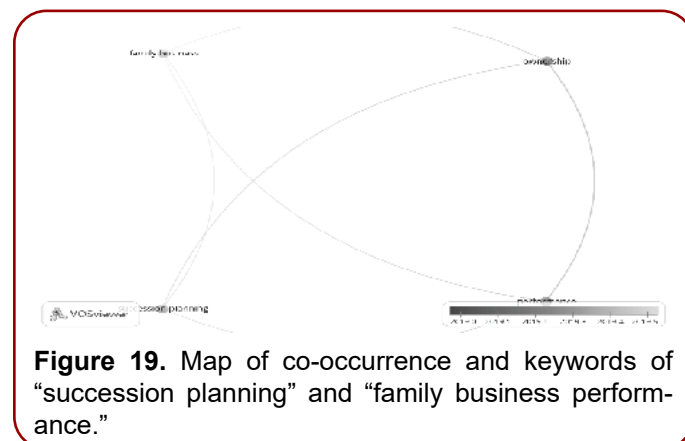 family business
ownership
succession planning
performance
VOSviewer
Figure 19. Map of co-occurrence and keywords of
“succession planning” and “family business perform-
ance.”